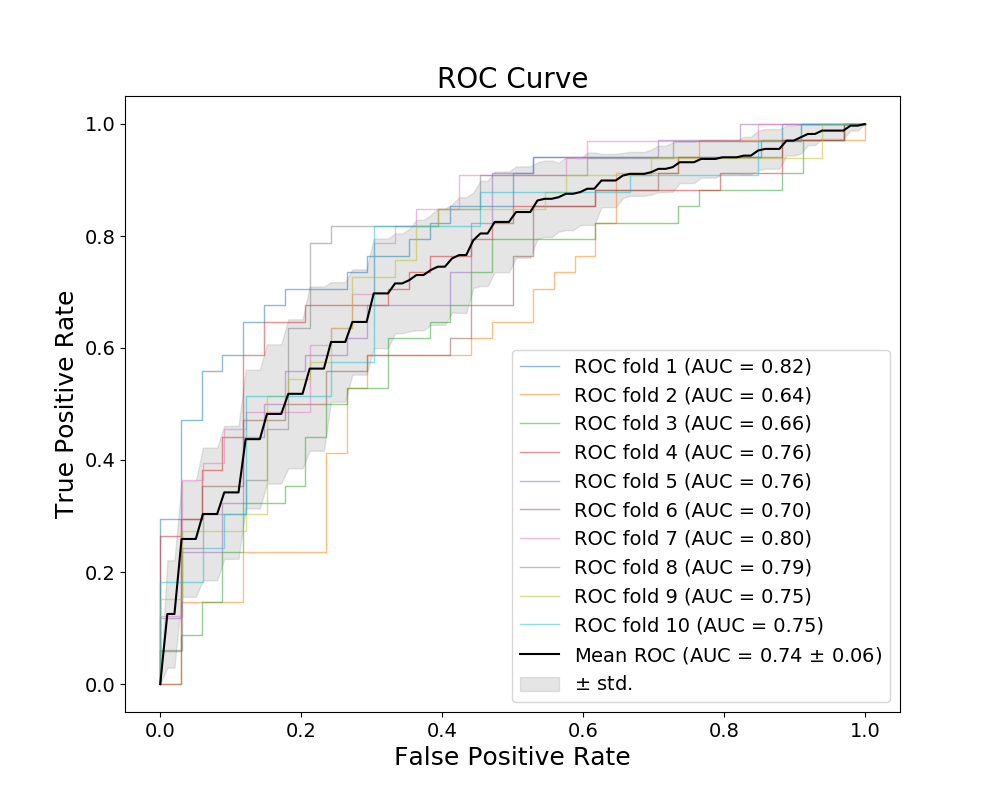 ROC Curve
1.0
0.8
0.6
0.4
0.2
0.0
True Positive Rate
ROC fold 1 (AUC = 0.82)
ROC fold 2 (AUC = 0.64)
ROC fold 3 (AUC = 0.66)
ROC fold 4 (AUC = 0.76)
ROC fold 5 (AUC = 0.76)
ROC fold 6 (AUC = 0.70)
ROC fold 7 (AUC = 0.80)
ROC fold 8 (AUC = 0.79)
ROC fold 9 (AUC = 0.75)
ROC fold 10 (AUC = 0.75)
Mean ROC (AUC = 0.74 ± 0.06)
± std.
0.0 0.2 0.4 0.6 0.8 1.0
False Positive Rate